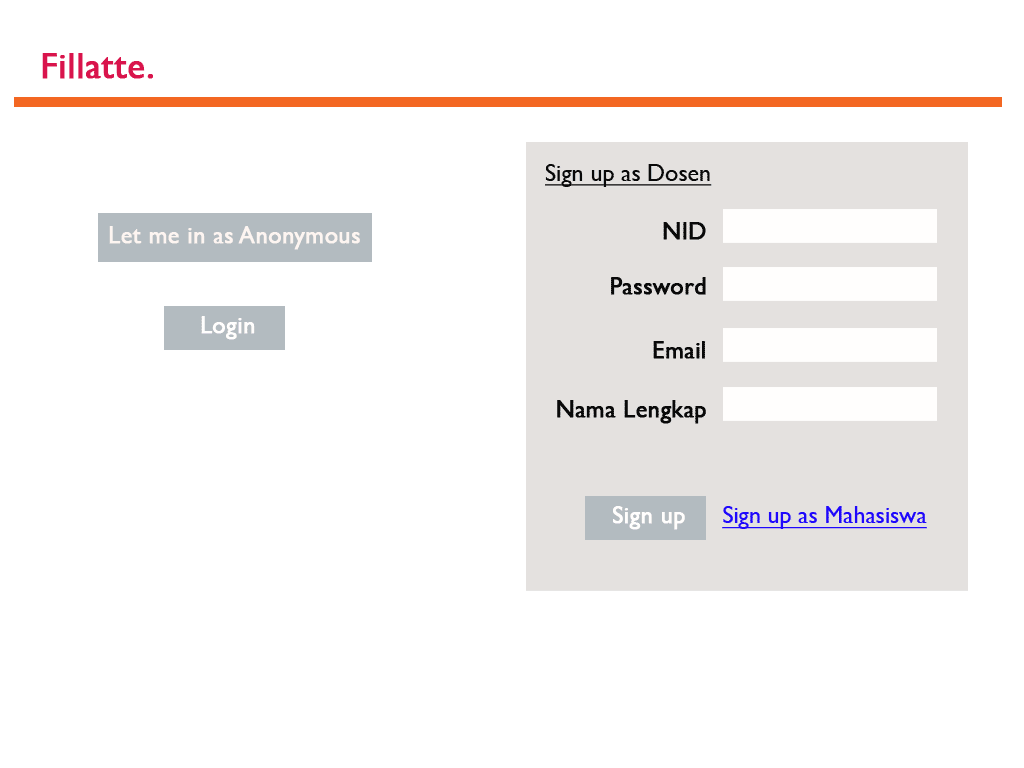 Fillatte.
Let me in as Anonymous
Login
Sign up as Dosen
NID
Password
Email
Nama Lengkap
Sign up Sign up as Mahasiswa